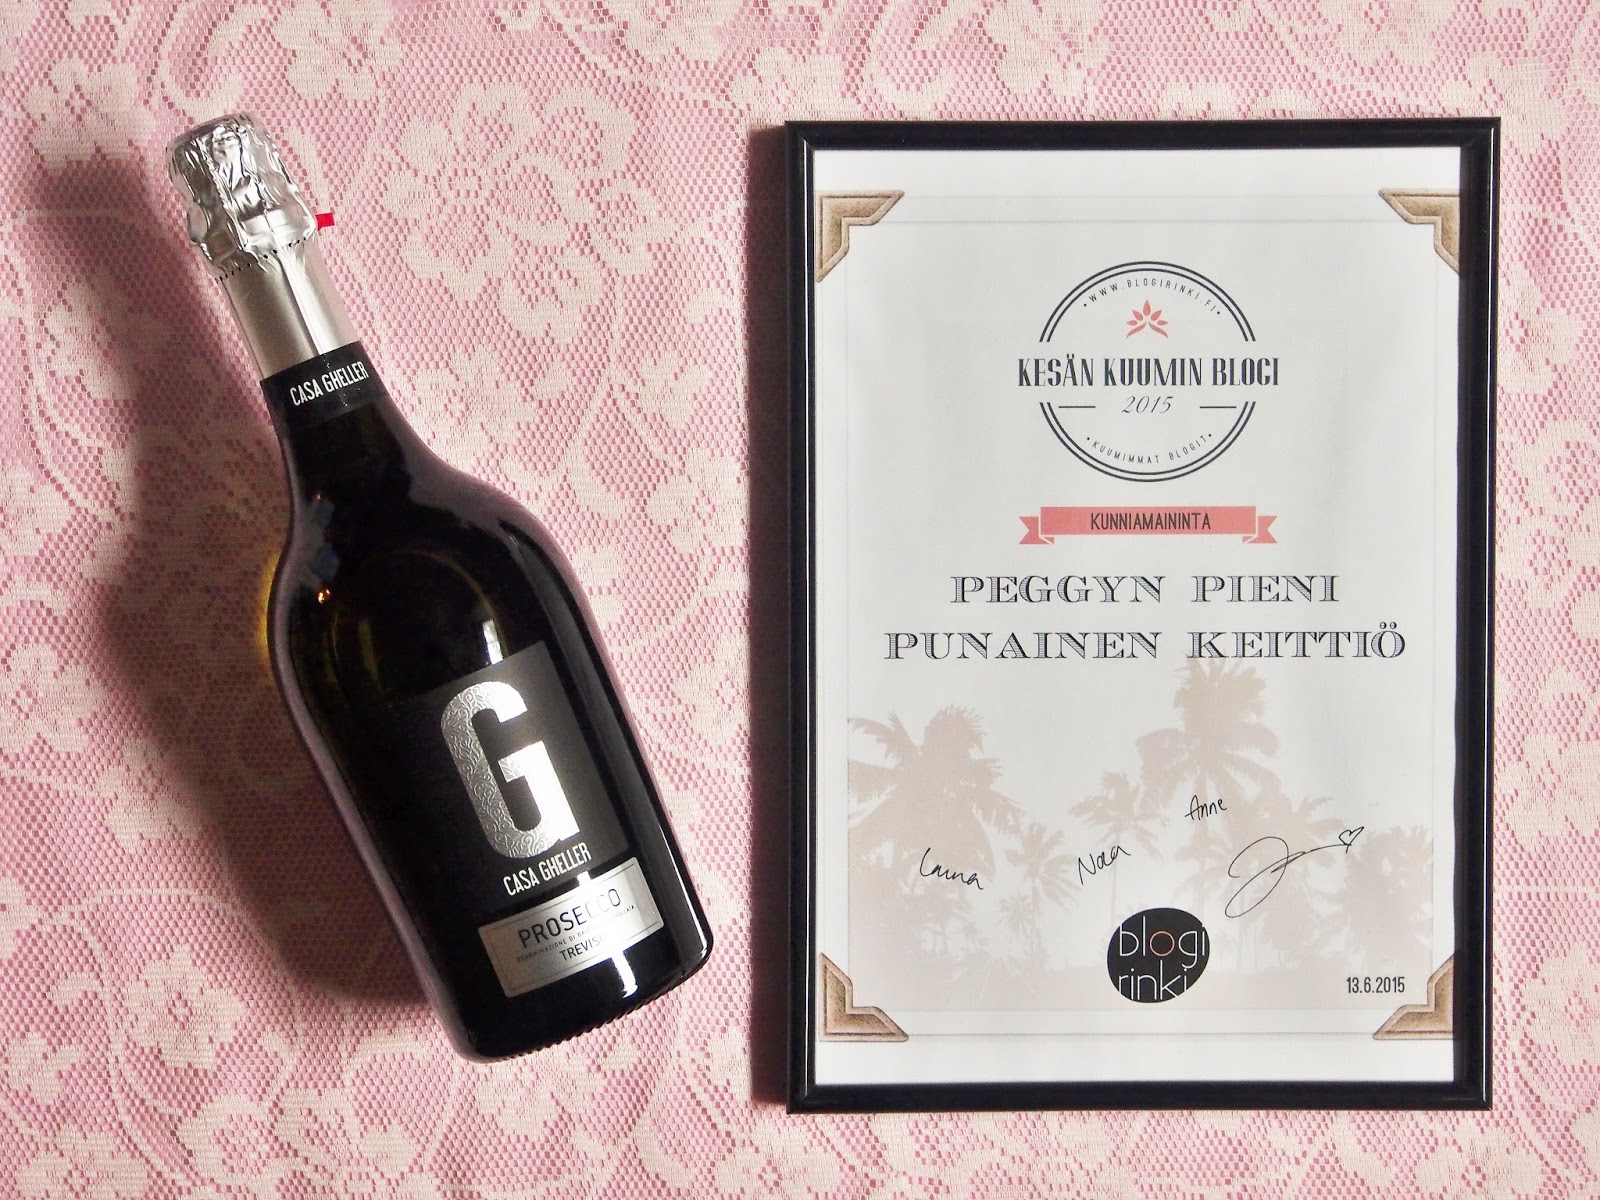 CASA GHELLER
G
CASA GHELLER
PROSECCO
TREVISO
• WWW.BLOGIRINKI.FI •
KESÄN KUUMIN BLOGI
2015
• KUUMIMMAT BLOGIT •
KUNNIAMAININTA
PEGGYN PIENI
PUNAINEN KEITTIÖ
Anne
Laura
Noora
blogi
rinki
13.6.2015